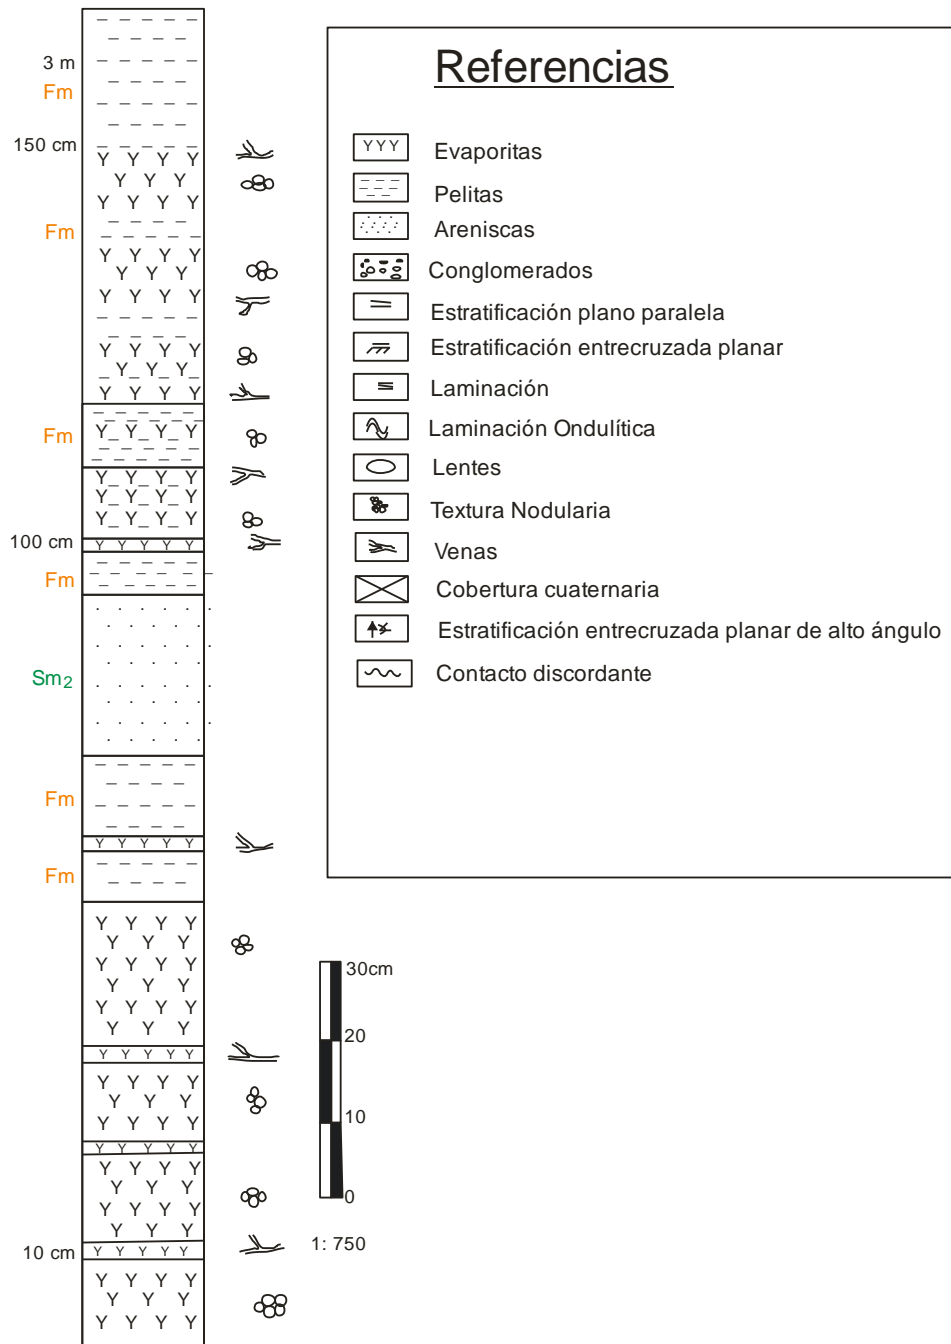 3 m
Fm
150 cm
Fm
Fm
100 cm
Fm
Sm2
Fm
Fm
10 cm
Referencias
YYY Evaporitas
Pelitas
Areniscas
Conglomerados
Estratificación plano paralela
Estratificación entrecruzada planar
Laminación
Laminación Ondulítica
Lentes
Textura Nodularia
Venas
Cobertura cuaternaria
Estratificación entrecruzada planar de alto ángulo
Contacto discordante
30cm
20
10
0
1: 750